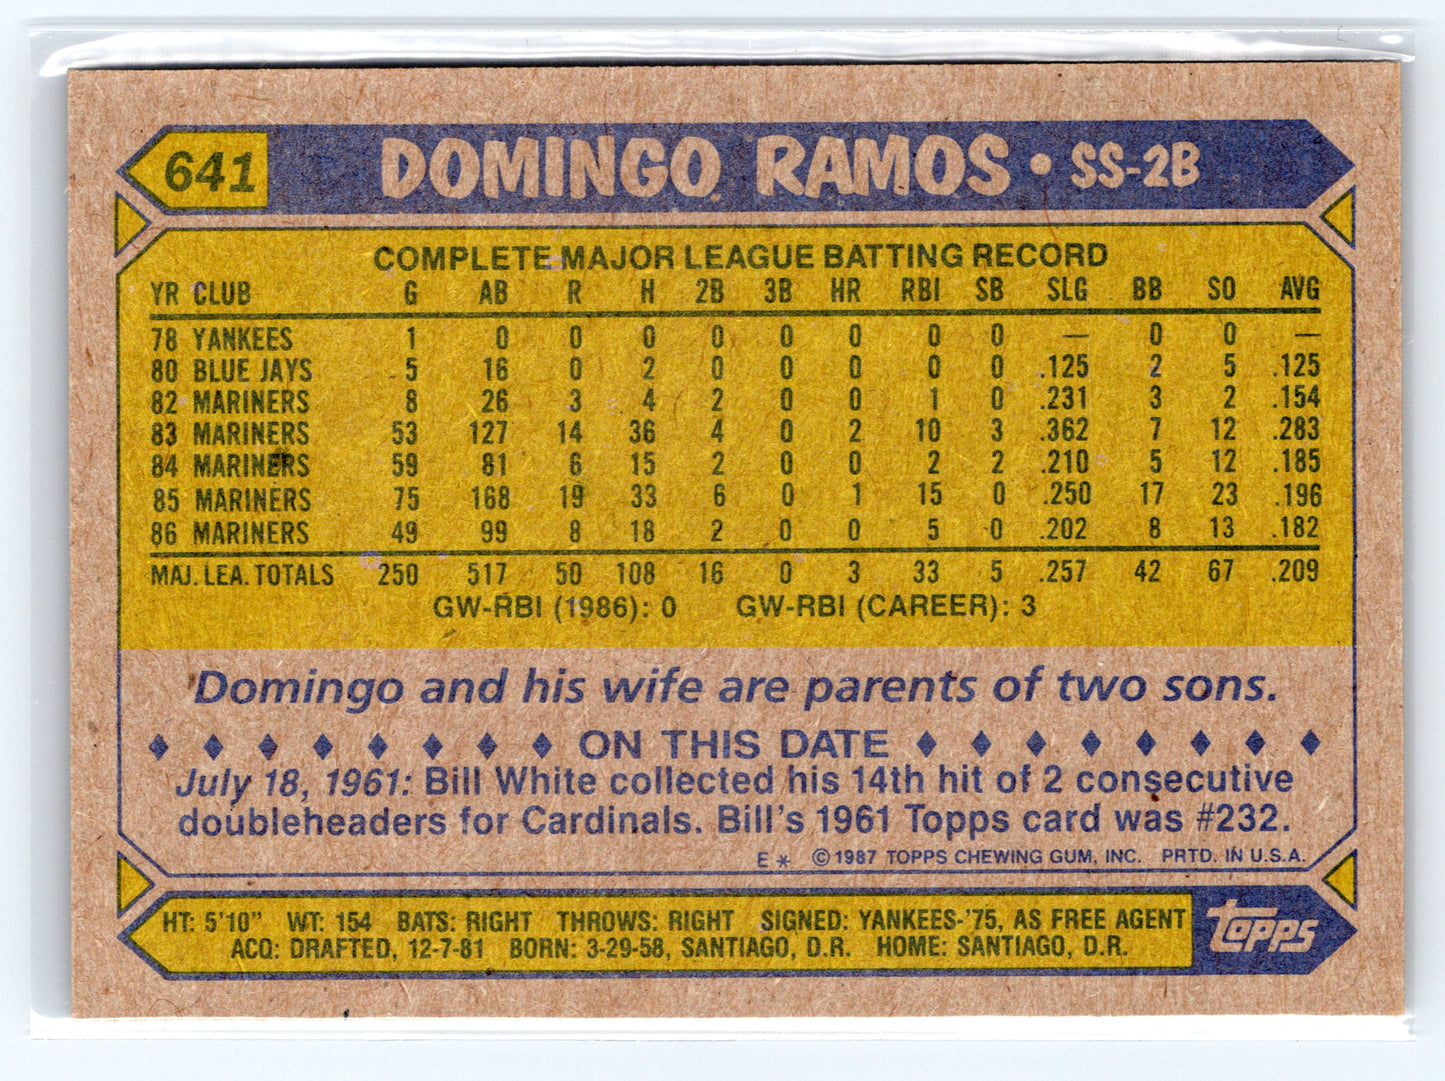 641 DOMINGO RAMOS • SS-2B
COMPLETE MAJOR LEAGUE BATTING RECORD
YR CLUB G AB R H 2B 3B HR RBI SB SLG BB SO AVG
78 YANKEES 1 0 0 0 0 0 0 0 0 — 0 0 —
80 BLUE JAYS 5 16 0 2 0 0 0 0 0 .125 2 5 .125
82 MARINERS 8 26 3 4 2 0 0 1 0 .231 3 2 .154
83 MARINERS 53 127 14 36 4 0 2 10 3 .362 7 12 .283
84 MARINERS 59 81 6 15 2 0 0 2 2 .210 5 12 .185
85 MARINERS 75 168 19 33 6 0 1 15 0 .250 17 23 .196
86 MARINERS 49 99 8 18 2 0 0 5 0 .202 8 13 .182
MAJ. LEA. TOTALS 250 517 50 108 16 0 3 33 5 .257 42 67 .209
GW-RBI (1986): 0 GW-RBI (CAREER): 3
Domingo and his wife are parents of two sons.
ON THIS DATE
July 18, 1961: Bill White collected his 14th hit of 2 consecutive
doubleheaders for Cardinals. Bill's 1961 Topps card was #232.
E * © 1987 TOPPS CHEWING GUM, INC. PRTD. IN U.S.A.
HT: 5'10" WT: 154 BATS: RIGHT THROWS: RIGHT SIGNED: YANKEES-'75, AS FREE AGENT
ACQ: DRAFTED, 12-7-81 BORN: 3-29-58, SANTIAGO, D.R. HOME: SANTIAGO, D.R.
topps